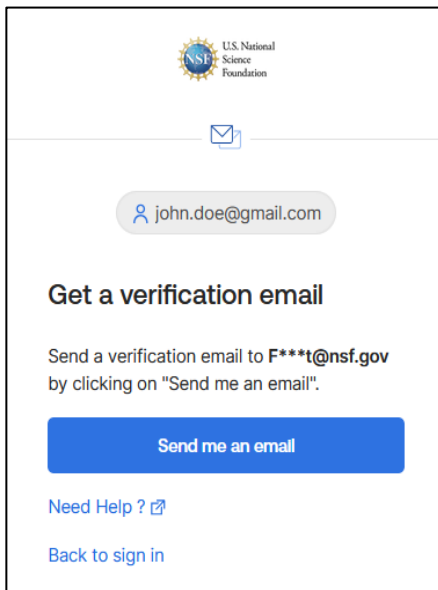 NSF
U.S. National
Science
Foundation
john.doe@gmail.com
Get a verification email
Send a verification email to F***t@nsf.gov
by clicking on "Send me an email".
Send me an email
Need Help ?
Back to sign in